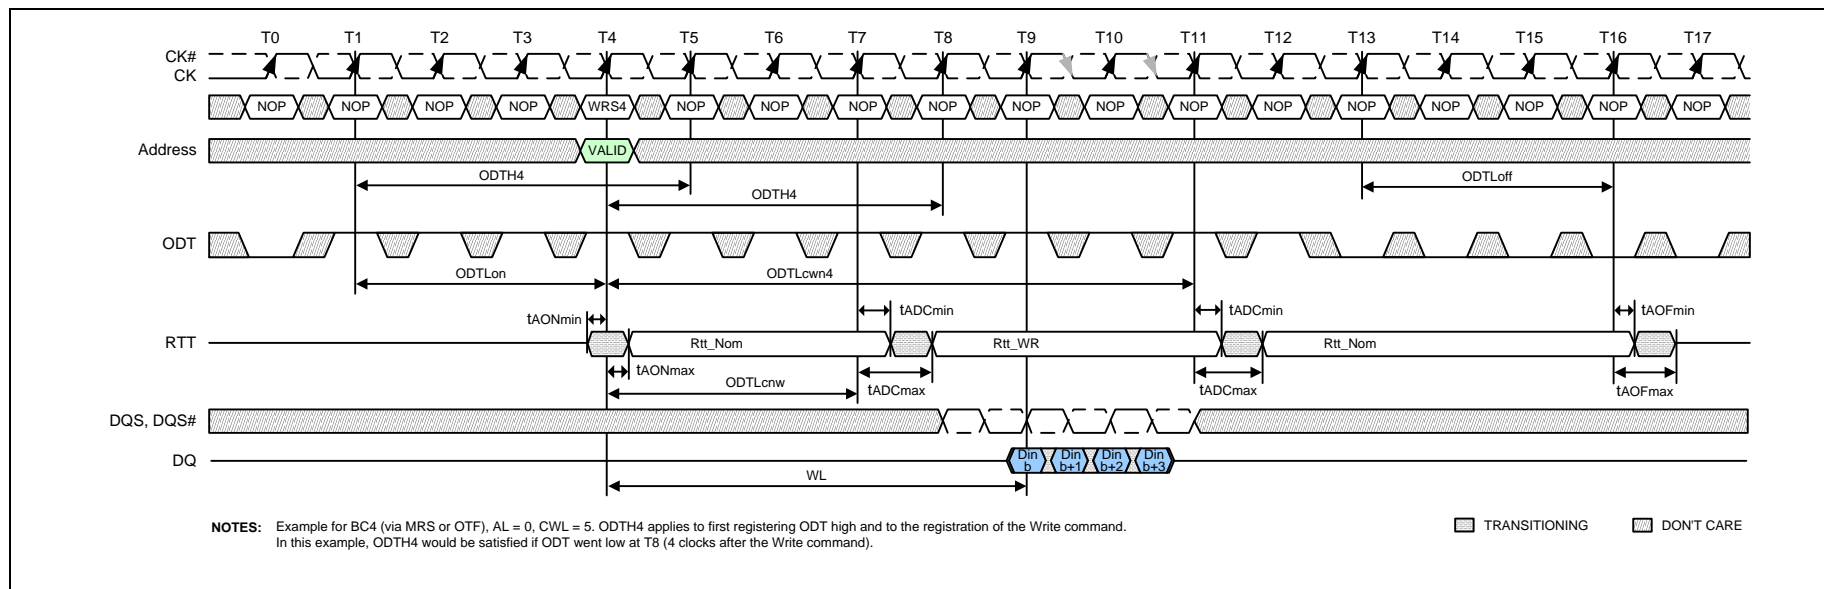 T0 T1 T2 T3 T4 T5 T6 T7 T8 T9 T10 T11 T12 T13 T14 T15 T16 T17
CK#
CK
NOP NOP NOP NOP WRS4 NOP NOP NOP NOP NOP NOP NOP NOP NOP NOP NOP NOP NOP
Address VALID
ODTH4 ODTLoff
ODTH4
ODT
ODTLon ODTLcwn4
tAONmin tADCmin tADCmin tAOFmin
RTT Rtt_Nom Rtt_WR Rtt_Nom
tAONmax
ODTLcnw tADCmax tADCmax tAOFmax
DQS, DQS#
DQ Din b Din b+1 Din b+2 Din b+3
WL
NOTES: Example for BC4 (via MRS or OTF), AL = 0, CWL = 5. ODTH4 applies to first registering ODT high and to the registration of the Write command.
In this example, ODTH4 would be satisfied if ODT went low at T8 (4 clocks after the Write command).
TRANSITIONING DON'T CARE